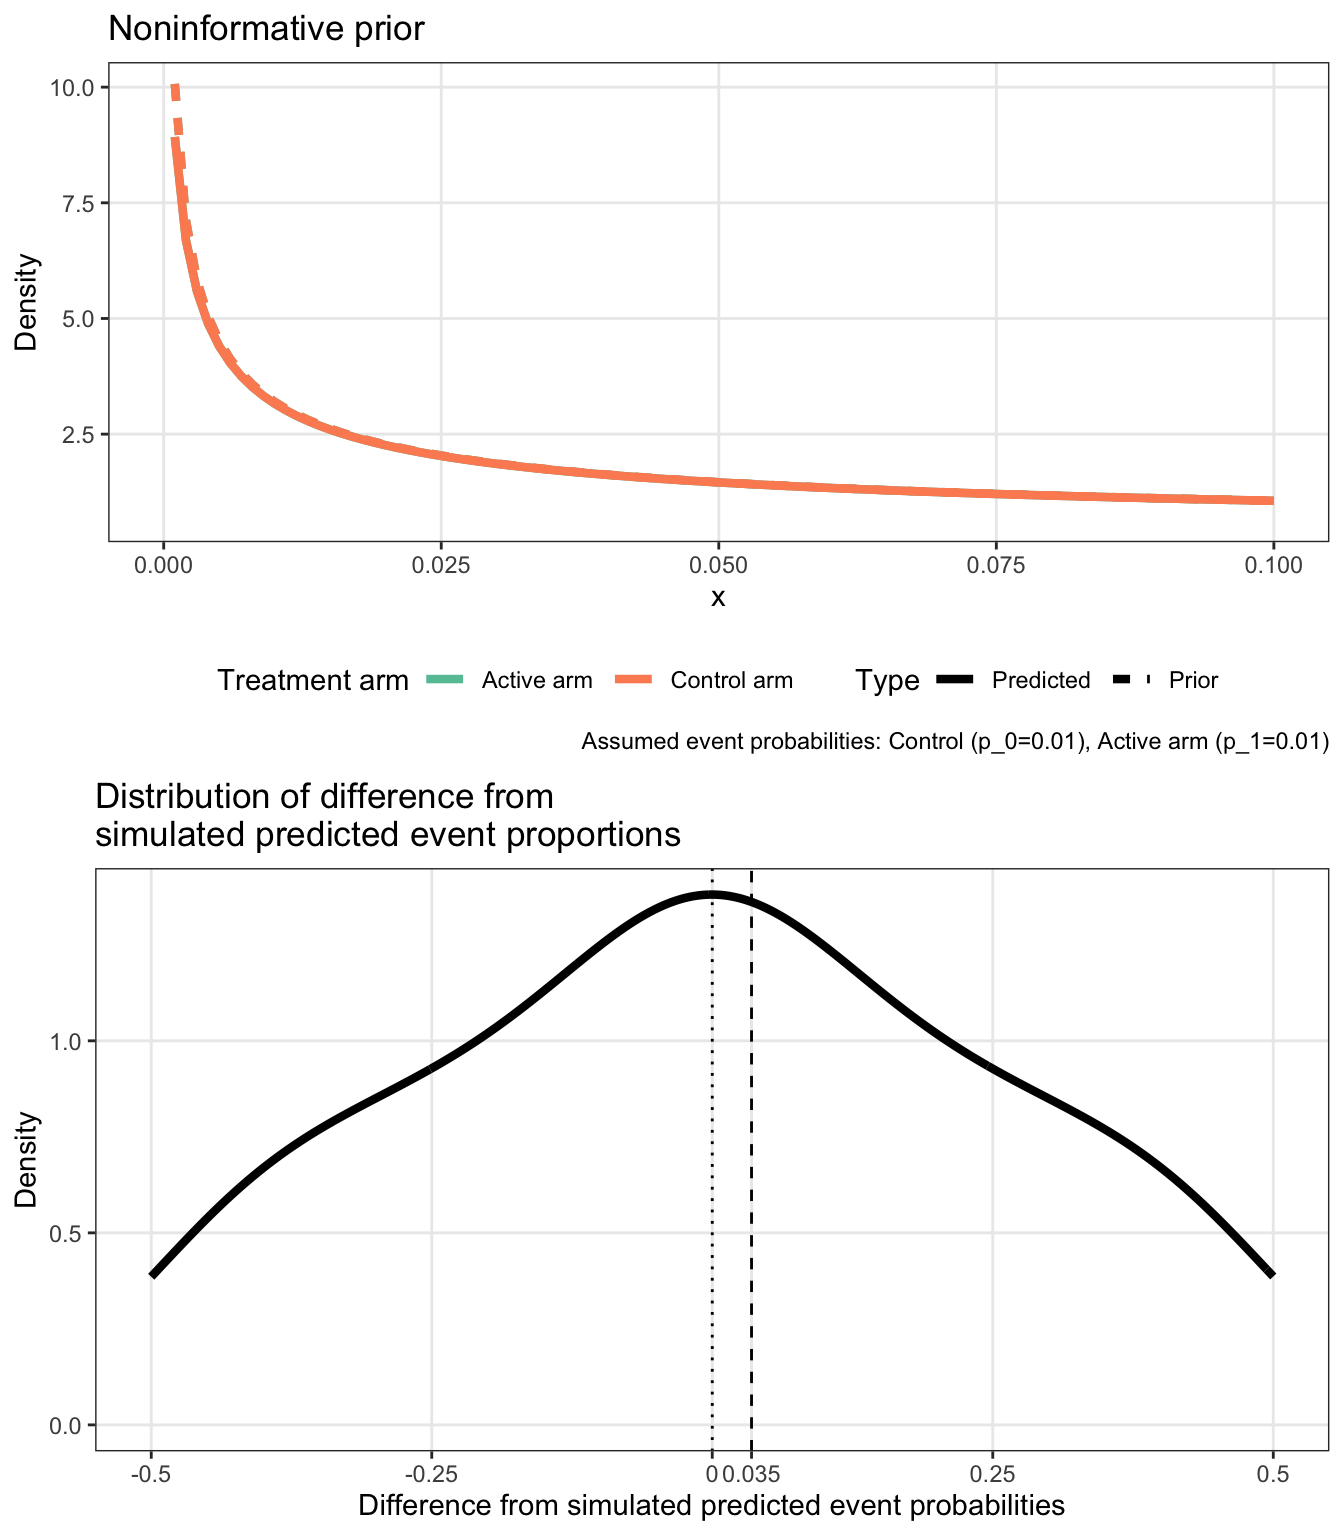 Noninformative prior
10.0
7.5
5.0
2.5
Density
0.000 0.025 0.050 0.075 0.100
x
Treatment arm Active arm Control arm Type Predicted Prior
Assumed event probabilities: Control (p_0=0.01), Active arm (p_1=0.01)
Distribution of difference from
simulated predicted event proportions
1.0
0.5
0.0
Density
-0.5 -0.25 0 0.035 0.25 0.5
Difference from simulated predicted event probabilities